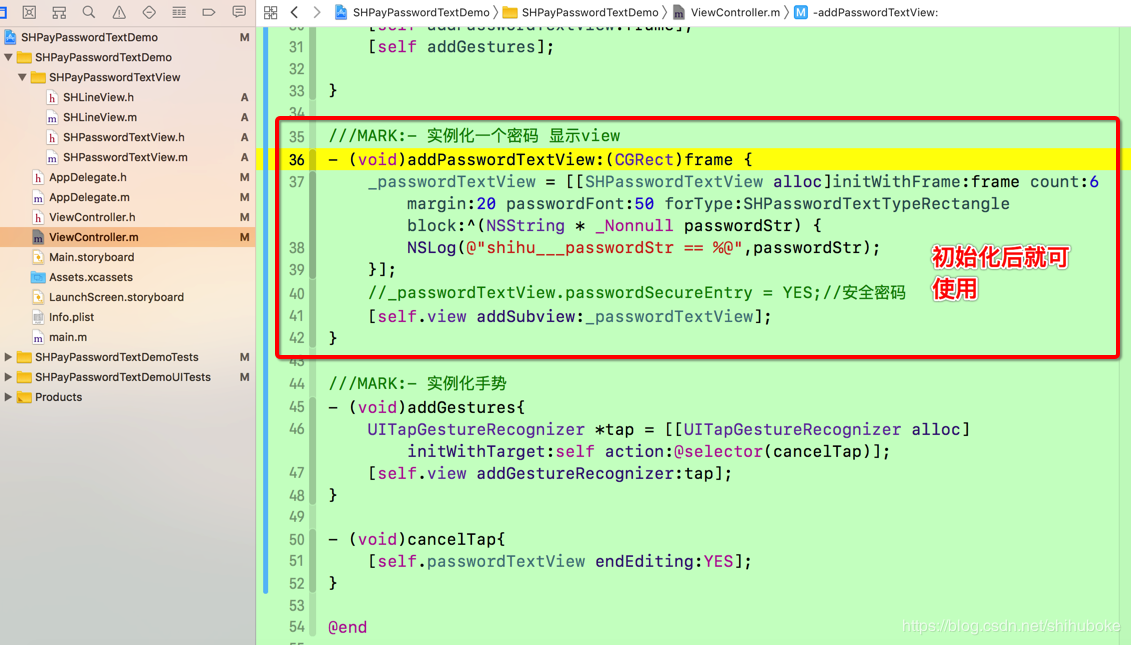 SHPayPasswordTextDemo 〉 SHPayPasswordTextDemo 〉 ViewController.m 〉 M -addPasswordTextView:
SHPayPasswordTextDemo M
SHPayPasswordTextDemo
SHPayPasswordTextView
h SHLineView.h A
m SHLineView.m A
h SHPasswordTextView.h A
m SHPasswordTextView.m A
h AppDelegate.h M
m AppDelegate.m M
h ViewController.h M
m ViewController.m M
Main.storyboard
Assets.xcassets
LaunchScreen.storyboard
Info.plist
m main.m
SHPayPasswordTextDemoTests M
SHPayPasswordTextDemoUITests M
Products
31 [self addGestures];
32
33 }
34
35 ///MARK:- 实例化一个密码 显示view
36 - (void)addPasswordTextView:(CGRect)frame {
37 _passwordTextView = [[SHPasswordTextView alloc]initWithFrame:frame count:6
margin:20 passwordFont:50 forType:SHPasswordTextTypeRectangle
block:^(NSString * _Nonnull passwordStr) {
38 NSLog(@"shihu___passwordStr == %@",passwordStr);
39 }];
40 //_passwordTextView.passwordSecureEntry = YES;//安全密码
41 [self.view addSubview:_passwordTextView];
42 }
初始化后就可
使用
43
44 ///MARK:- 实例化手势
45 - (void)addGestures{
46 UITapGestureRecognizer *tap = [[UITapGestureRecognizer alloc]
initWithTarget:self action:@selector(cancelTap)];
47 [self.view addGestureRecognizer:tap];
48 }
49
50 - (void)cancelTap{
51 [self.passwordTextView endEditing:YES];
52 }
53
54 @end
https://blog.csdn.net/shihuboke